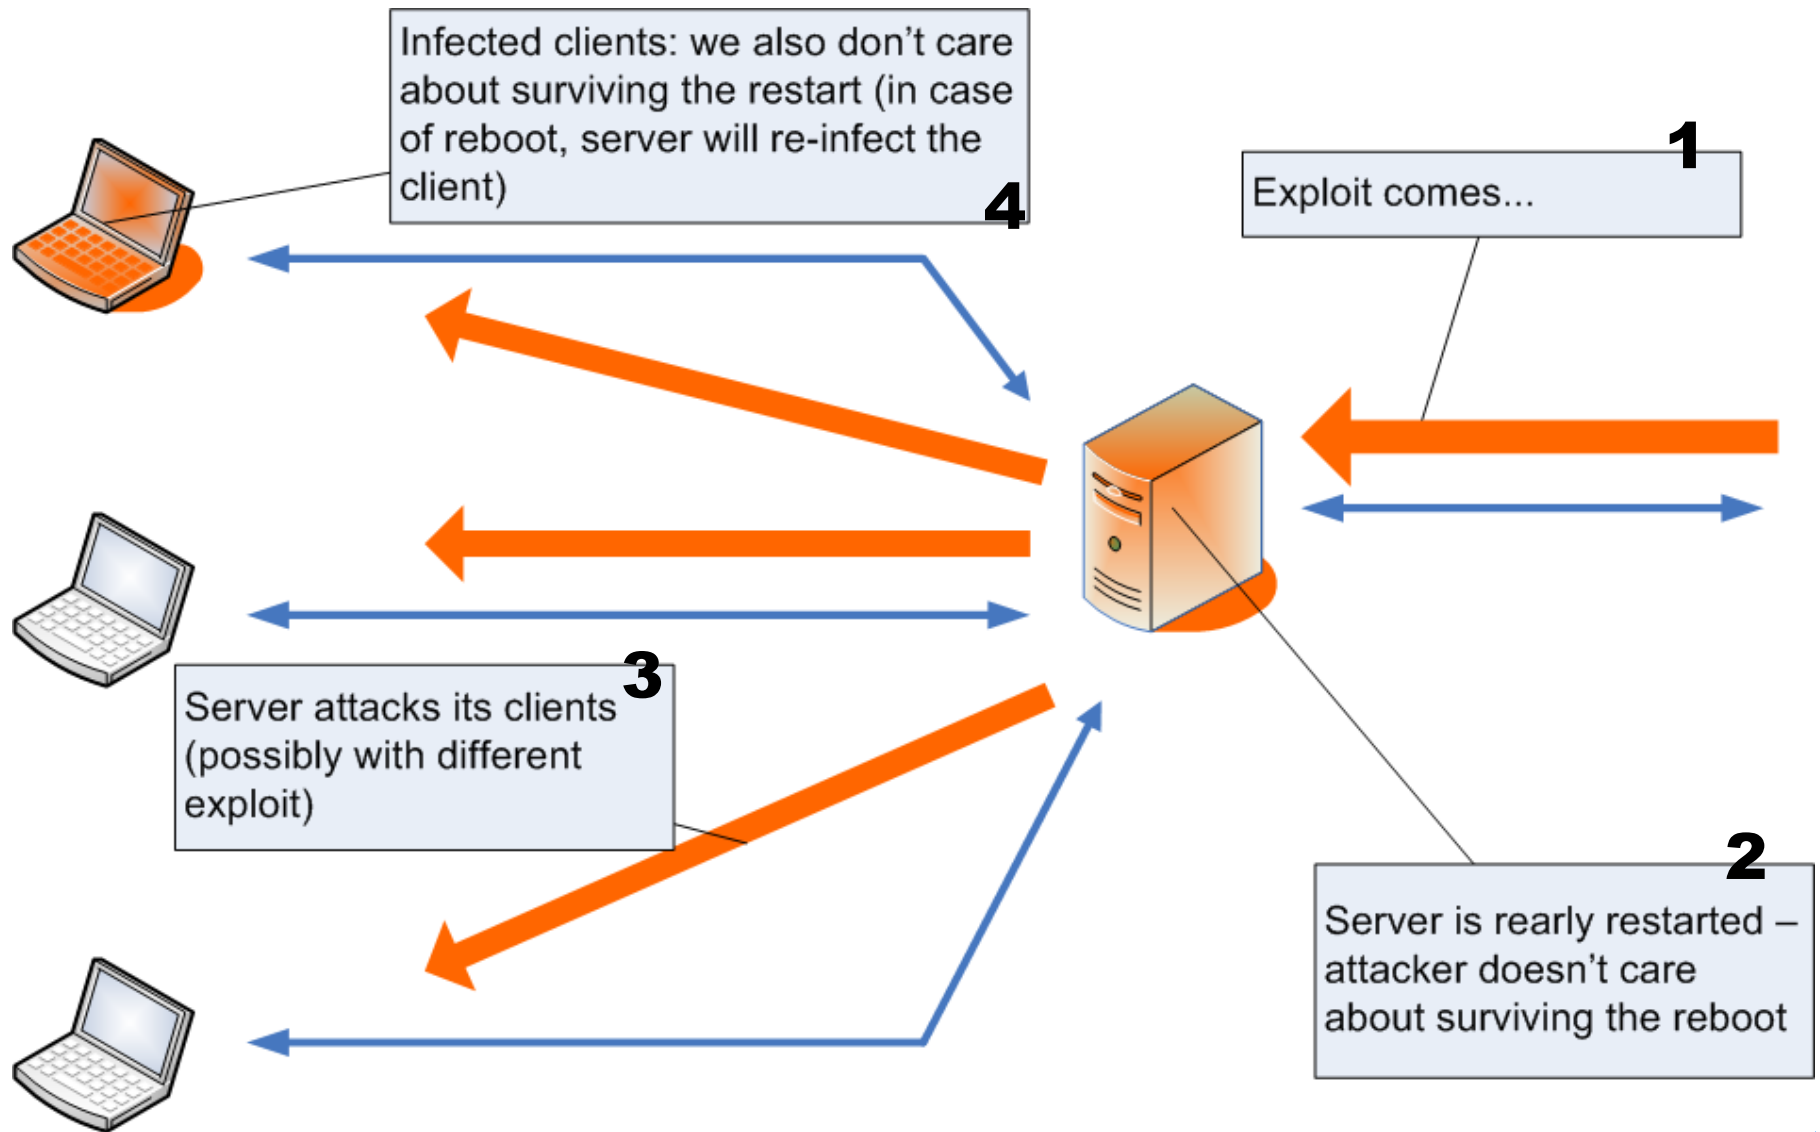 Infected clients: we also don't care
about surviving the restart (in case
of reboot, server will re-infect the
client)
4
1
Exploit comes...
3
Server attacks its clients
(possibly with different
exploit)
2
Server is rearly restarted –
attacker doesn't care
about surviving the reboot